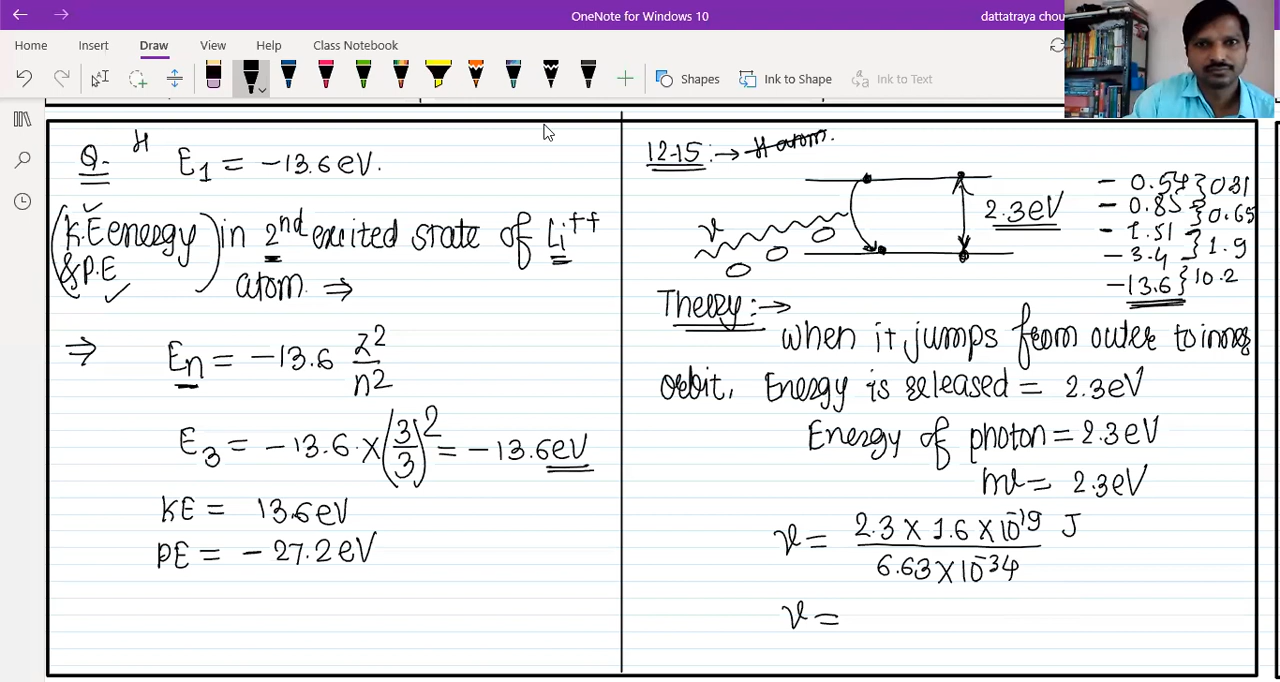 OneNote for Windows 10
dattatraya chou
Home Insert Draw View Help Class Notebook
Shapes Ink to Shape Ink to Text
Q. H E₁ = -13.6 eV.
(K.E energy & P.E) in 2nd excited state of Li⁺⁺
atom. ⇒
⇒ En = -13.6 Z²/n²
E₃ = -13.6 × (3/3)² = -13.6 eV
KE = 13.6 eV
PE = -27.2 eV
12.15 :→ H atom.
2.3 eV
ν
- 0.54 } 0.31
- 0.85 } 0.65
- 1.51 } 1.9
- 3.4 } 10.2
- 13.6
Theory :→
when it jumps from outer to inner
orbit, Energy is released = 2.3 eV
Energy of photon = 2.3 eV
hν = 2.3 eV
ν = 2.3 × 1.6 × 10⁻¹⁹ J / 6.63 × 10⁻³⁴
ν =